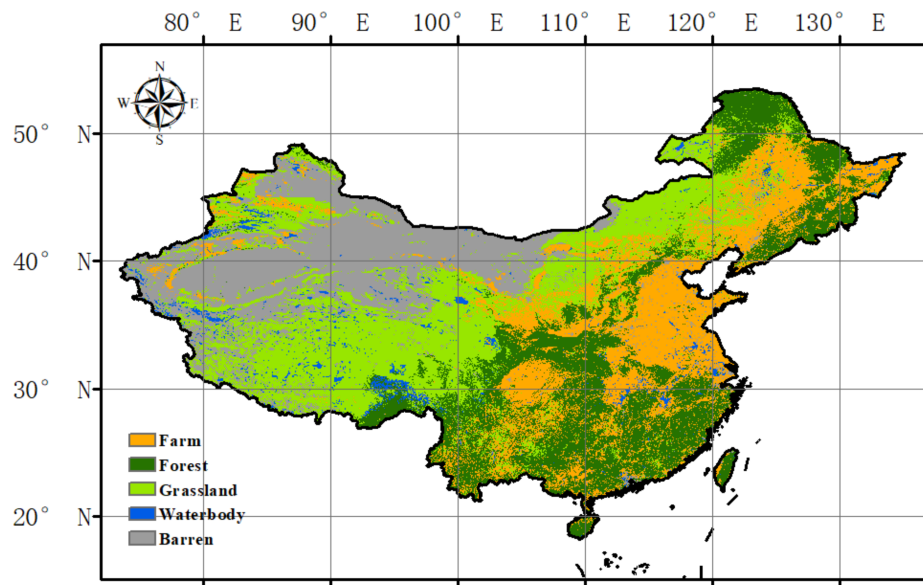 80° E 90° E 100° E 110° E 120° E 130° E
N
W E
S
50° N
40° N
30° N
20° N
Farm
Forest
Grassland
Waterbody
Barren